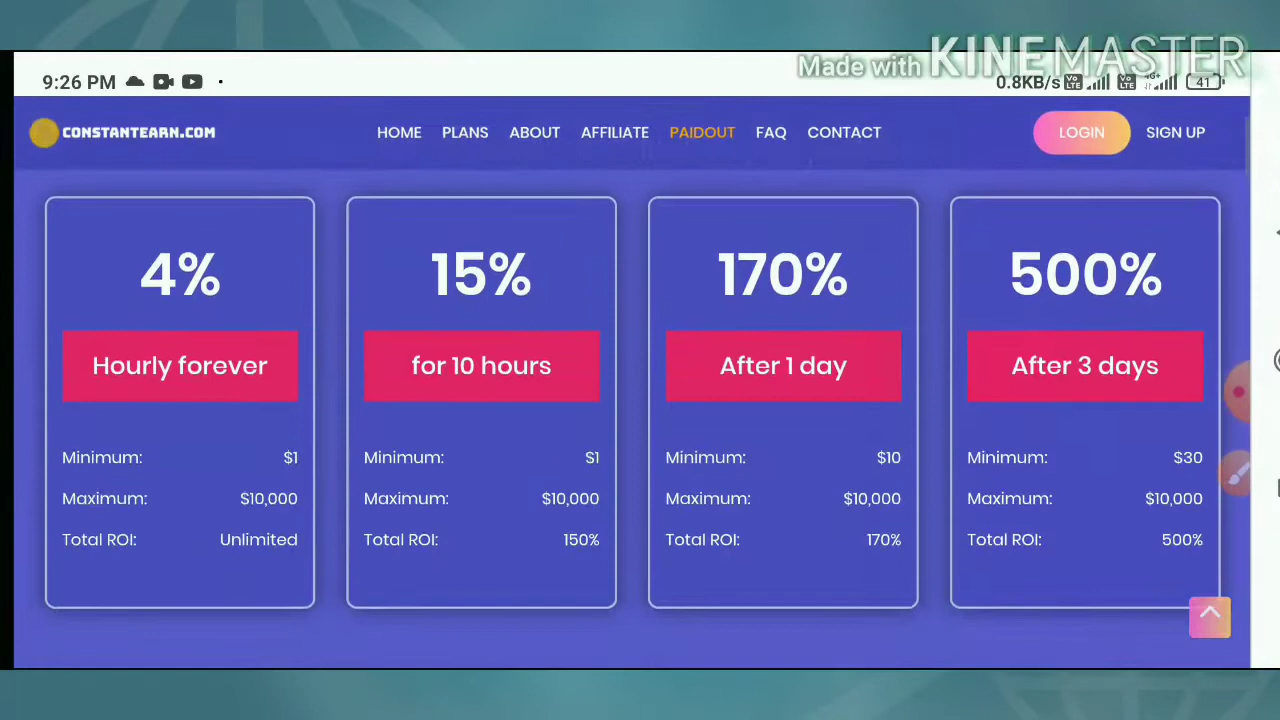 Made with KINEMASTER
9:26 PM
0.8KB/s
41
CONSTANTEARN.COM
HOME PLANS ABOUT AFFILIATE PAIDOUT FAQ CONTACT LOGIN SIGN UP
4%
Hourly forever
Minimum: $1
Maximum: $10,000
Total ROI: Unlimited
15%
for 10 hours
Minimum: $1
Maximum: $10,000
Total ROI: 150%
170%
After 1 day
Minimum: $10
Maximum: $10,000
Total ROI: 170%
500%
After 3 days
Minimum: $30
Maximum: $10,000
Total ROI: 500%